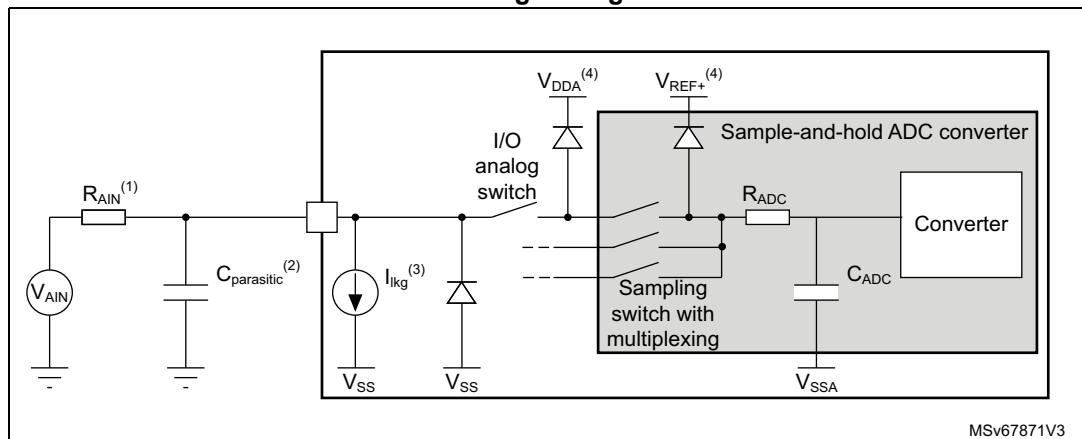 V_DDA^(4)
V_REF+^(4)
Sample-and-hold ADC converter
I/O
analog
switch
R_AIN^(1)
R_ADC
Converter
V_AIN
C_parasitic^(2)
I_lkg^(3)
C_ADC
Sampling
switch with
multiplexing
V_SS
V_SS
V_SSA
MSv67871V3